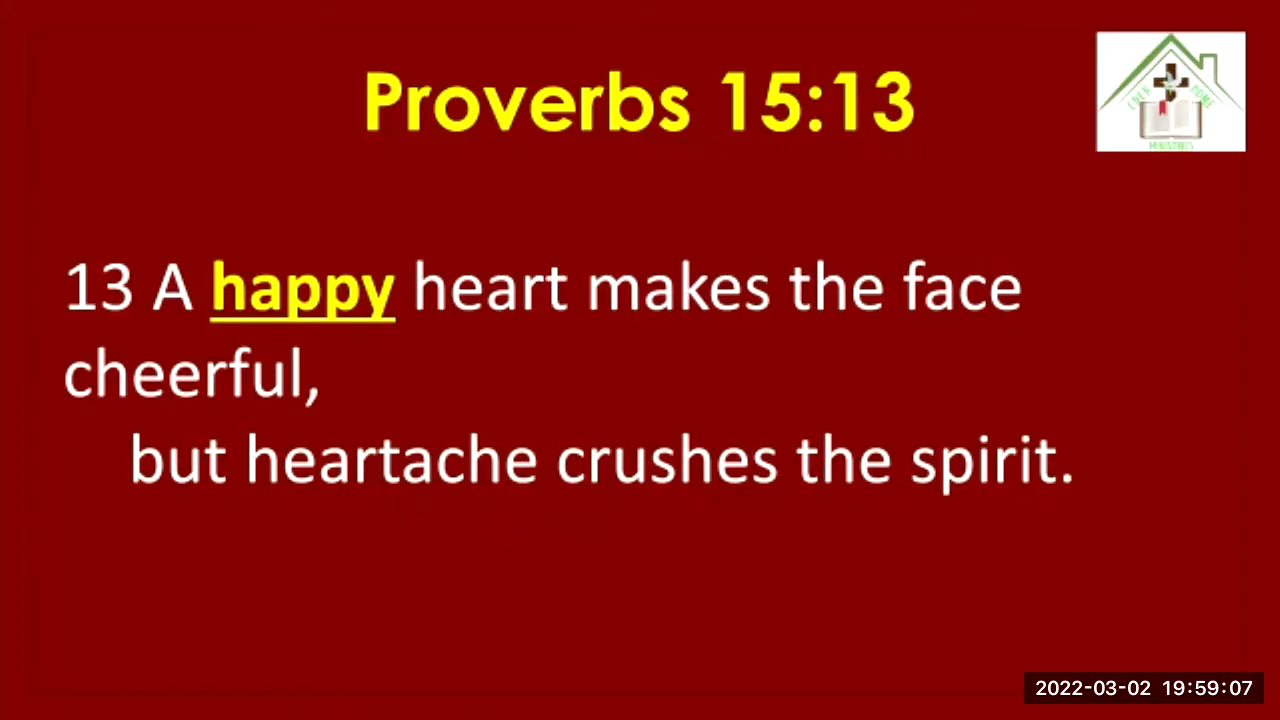 Proverbs 15:13
MINISTRIES
13 A happy heart makes the face
cheerful,
but heartache crushes the spirit.
2022-03-02 19:59:07